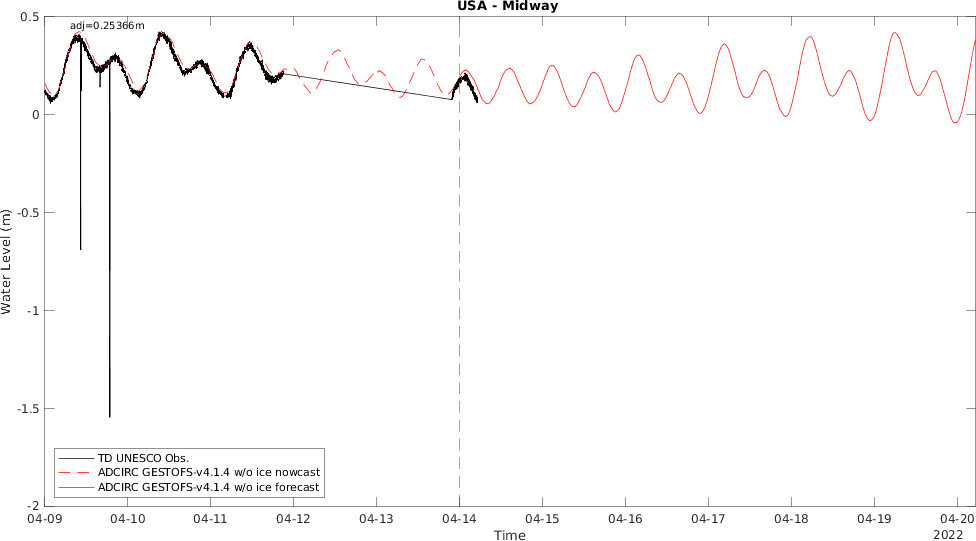 USA - Midway
adj=0.25366m
0.5
0
-0.5
-1
-1.5
-2
Water Level (m)
TD UNESCO Obs.
ADCIRC GESTOFS-v4.1.4 w/o ice nowcast
ADCIRC GESTOFS-v4.1.4 w/o ice forecast
04-09 04-10 04-11 04-12 04-13 04-14 04-15 04-16 04-17 04-18 04-19 04-20
Time
2022